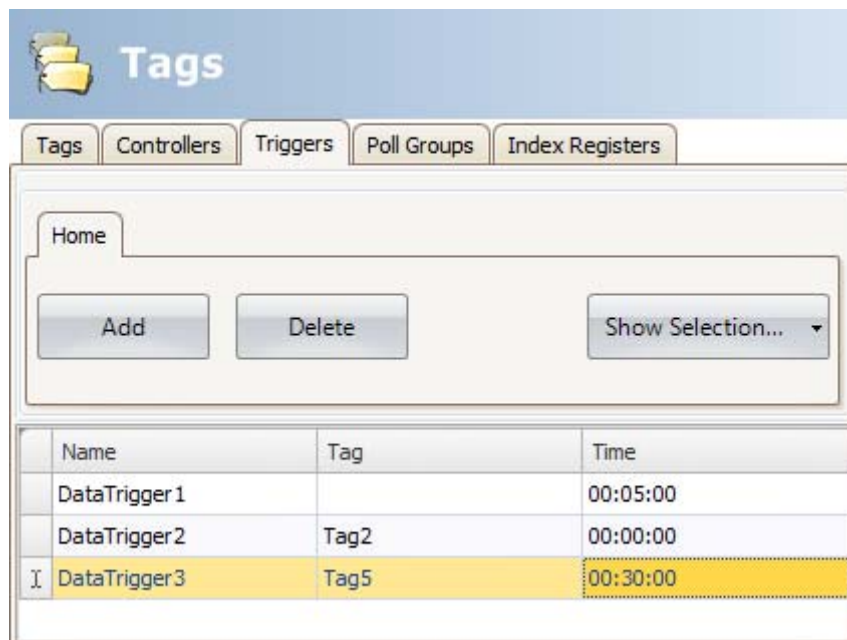 Tags
Tags Controllers Triggers Poll Groups Index Registers
Home
Add Delete Show Selection...
Name Tag Time
DataTrigger1 00:05:00
DataTrigger2 Tag2 00:00:00
DataTrigger3 Tag5 00:30:00